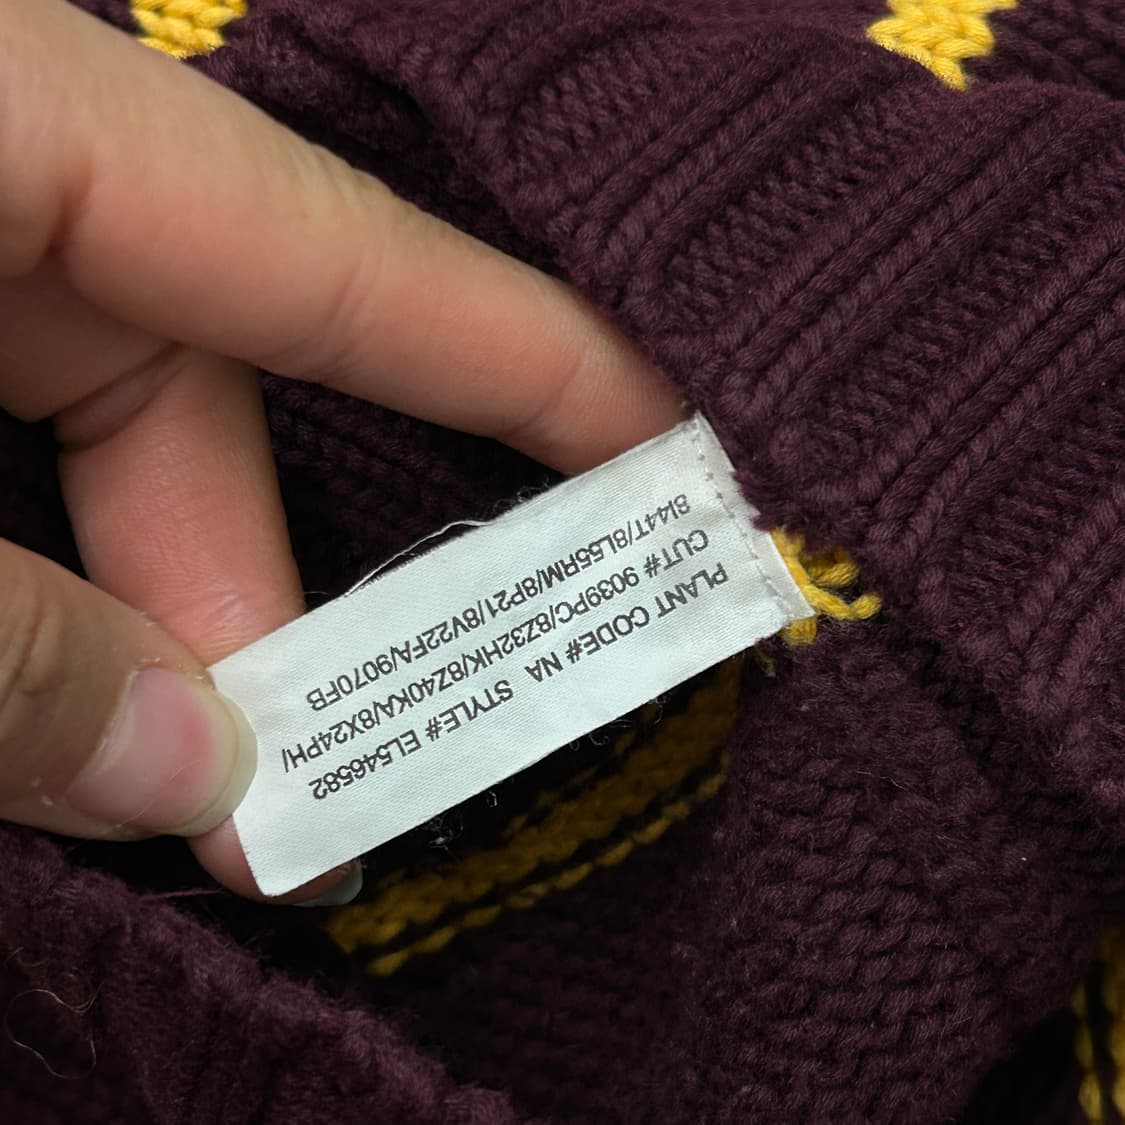 PLANT CODE# NA STYLE# EL546582
CUT# 9039PC/8Z32HK/8Z40KA/8X24PH/
8I44T/8L55RM/8P21/8V22FA/9070FB